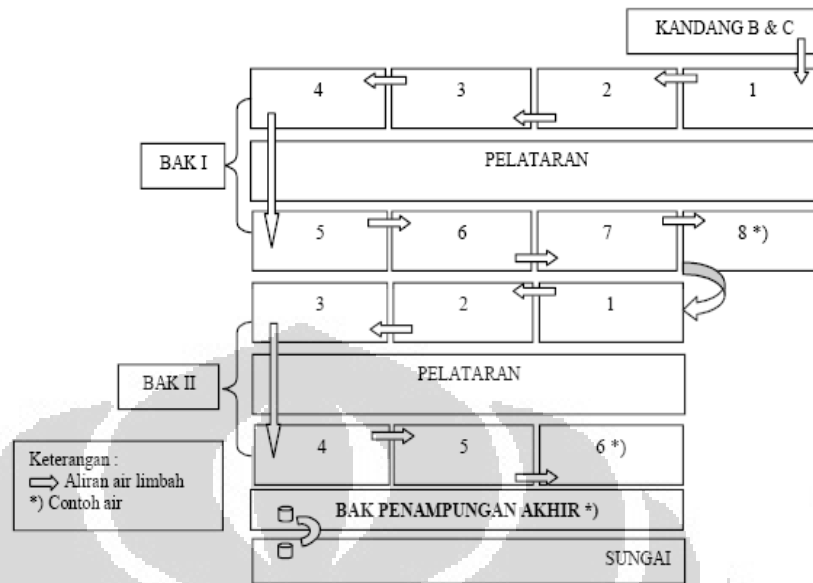 KANDANG B & C
4 3 2 1
BAK I
PELATARAN
5 6 7 8 *)
3 2 1
BAK II
PELATARAN
4 5 6 *)
Keterangan :
Aliran air limbah
*) Contoh air
BAK PENAMPUNGAN AKHIR *)
SUNGAI